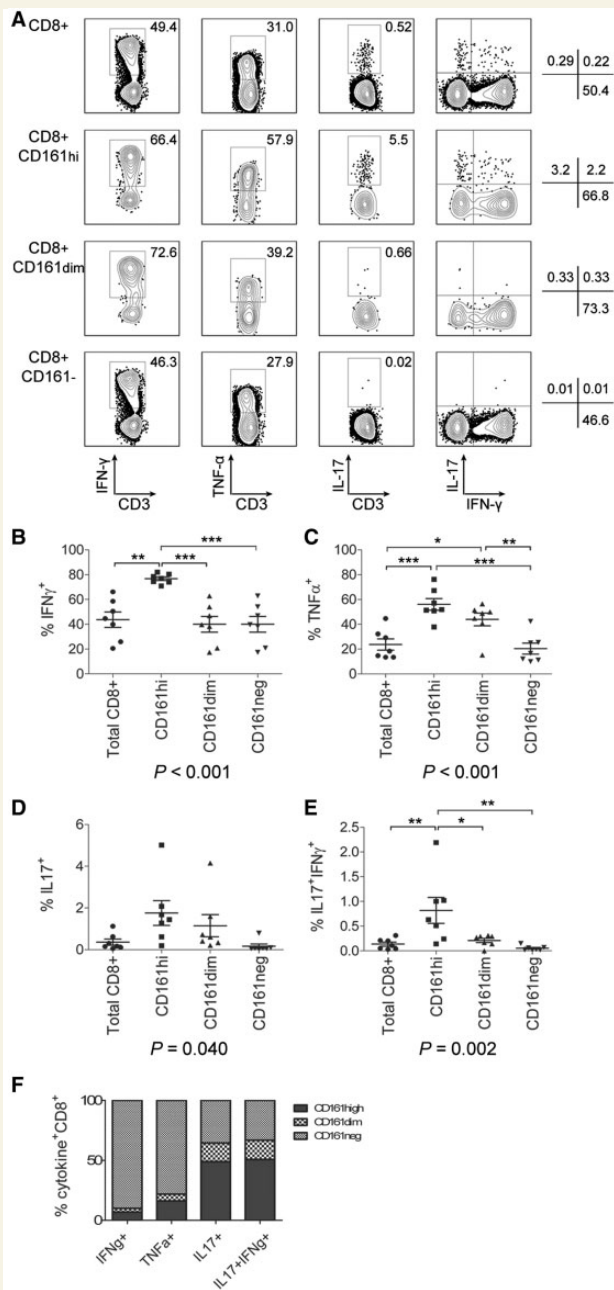 A
CD8+
49.4
31.0
0.52
0.29 0.22
50.4
CD8+
CD161hi
66.4
57.9
5.5
3.2 2.2
66.8
CD8+
CD161dim
72.6
39.2
0.66
0.33 0.33
73.3
CD8+
CD161-
46.3
27.9
0.02
0.01 0.01
46.6
IFN-γ
CD3
TNF-α
CD3
IL-17
CD3
IL-17
IFN-γ
B
% IFNγ+
100
80
60
40
20
0
** ***
***
Total CD8+
CD161hi
CD161dim
CD161neg
P < 0.001
C
% TNFα+
100
80
60
40
20
0
* **
*** ***
Total CD8+
CD161hi
CD161dim
CD161neg
P < 0.001
D
% IL17+
6
4
2
0
Total CD8+
CD161hi
CD161dim
CD161neg
P = 0.040
E
% IL17+IFNγ+
2.5
2.0
1.5
1.0
0.5
0.0
**
** *
Total CD8+
CD161hi
CD161dim
CD161neg
P = 0.002
F
% cytokine+CD8+
100
50
0
IFNg+
TNFa+
IL17+
IL17+IFNg+
CD161high
CD161dim
CD161neg